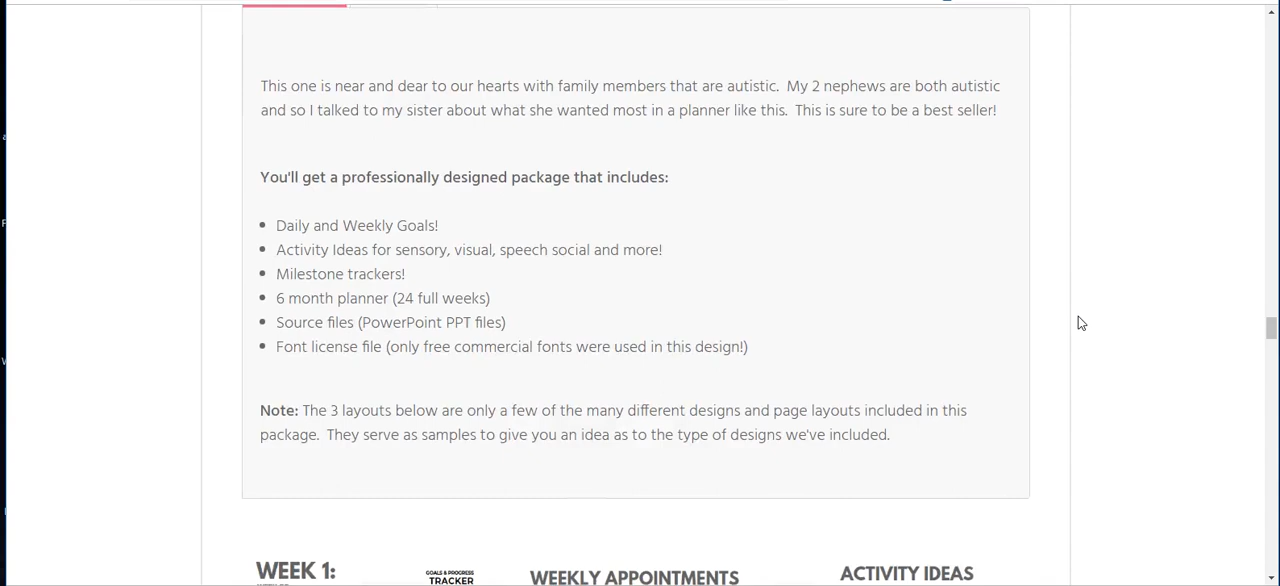 This one is near and dear to our hearts with family members that are autistic. My 2 nephews are both autistic
and so I talked to my sister about what she wanted most in a planner like this. This is sure to be a best seller!
You'll get a professionally designed package that includes:
Daily and Weekly Goals!
Activity Ideas for sensory, visual, speech social and more!
Milestone trackers!
6 month planner (24 full weeks)
Source files (PowerPoint PPT files)
Font license file (only free commercial fonts were used in this design!)
Note: The 3 layouts below are only a few of the many different designs and page layouts included in this
package. They serve as samples to give you an idea as to the type of designs we've included.
WEEK 1:
GOALS & PROGRESS
TRACKER
WEEKLY APPOINTMENTS
ACTIVITY IDEAS